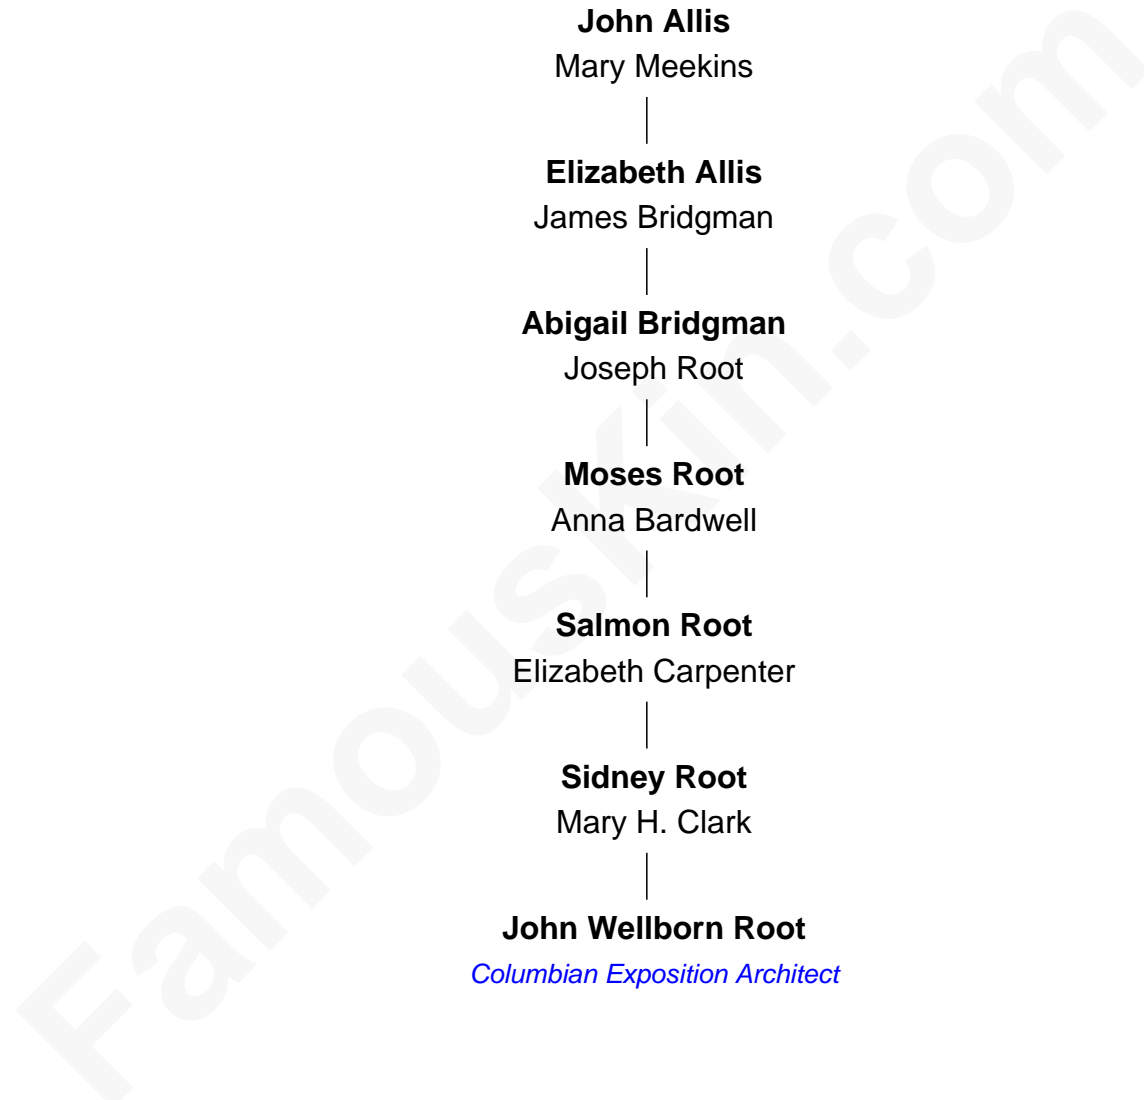 John Allis
Mary Meekins
Elizabeth Allis
James Bridgman
Abigail Bridgman
Joseph Root
Moses Root
Anna Bardwell
Salmon Root
Elizabeth Carpenter
Sidney Root
Mary H. Clark
John Wellborn Root
Columbian Exposition Architect
FamousKin.com